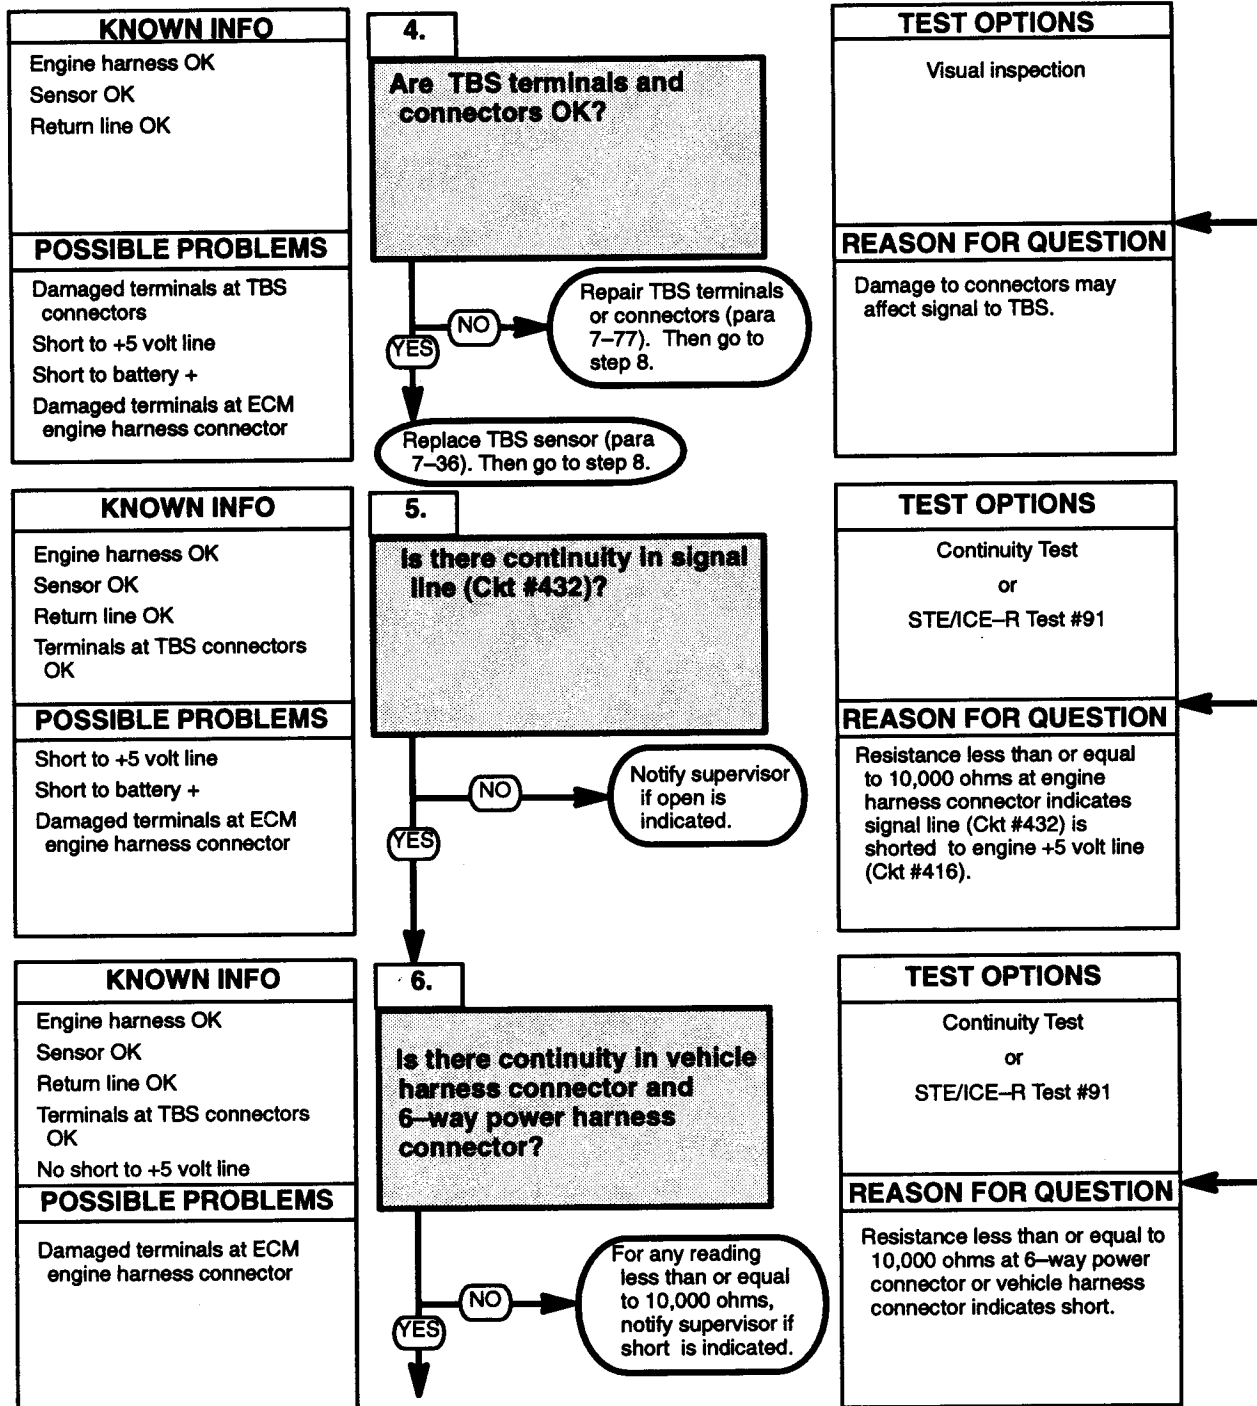 KNOWN INFO
Engine harness OK
Sensor OK
Return line OK
POSSIBLE PROBLEMS
Damaged terminals at TBS
connectors
Short to +5 volt line
Short to battery +
Damaged terminals at ECM
engine harness connector
4.
Are TBS terminals and
connectors OK?
NO
Repair TBS terminals
or connectors (para
7–77). Then go to
step 8.
YES
Replace TBS sensor (para
7–36). Then go to step 8.
TEST OPTIONS
Visual inspection
REASON FOR QUESTION
Damage to connectors may
affect signal to TBS.
KNOWN INFO
Engine harness OK
Sensor OK
Return line OK
Terminals at TBS connectors
OK
POSSIBLE PROBLEMS
Short to +5 volt line
Short to battery +
Damaged terminals at ECM
engine harness connector
5.
Is there continuity in signal
line (Ckt #432)?
NO
Notify supervisor
if open is
indicated.
YES
TEST OPTIONS
Continuity Test
or
STE/ICE–R Test #91
REASON FOR QUESTION
Resistance less than or equal
to 10,000 ohms at engine
harness connector indicates
signal line (Ckt #432) is
shorted to engine +5 volt line
(Ckt #416).
KNOWN INFO
Engine harness OK
Sensor OK
Return line OK
Terminals at TBS connectors
OK
No short to +5 volt line
POSSIBLE PROBLEMS
Damaged terminals at ECM
engine harness connector
6.
Is there continuity in vehicle
harness connector and
6–way power harness
connector?
NO
For any reading
less than or equal
to 10,000 ohms,
notify supervisor if
short is indicated.
YES
TEST OPTIONS
Continuity Test
or
STE/ICE–R Test #91
REASON FOR QUESTION
Resistance less than or equal to
10,000 ohms at 6–way power
connector or vehicle harness
connector indicates short.